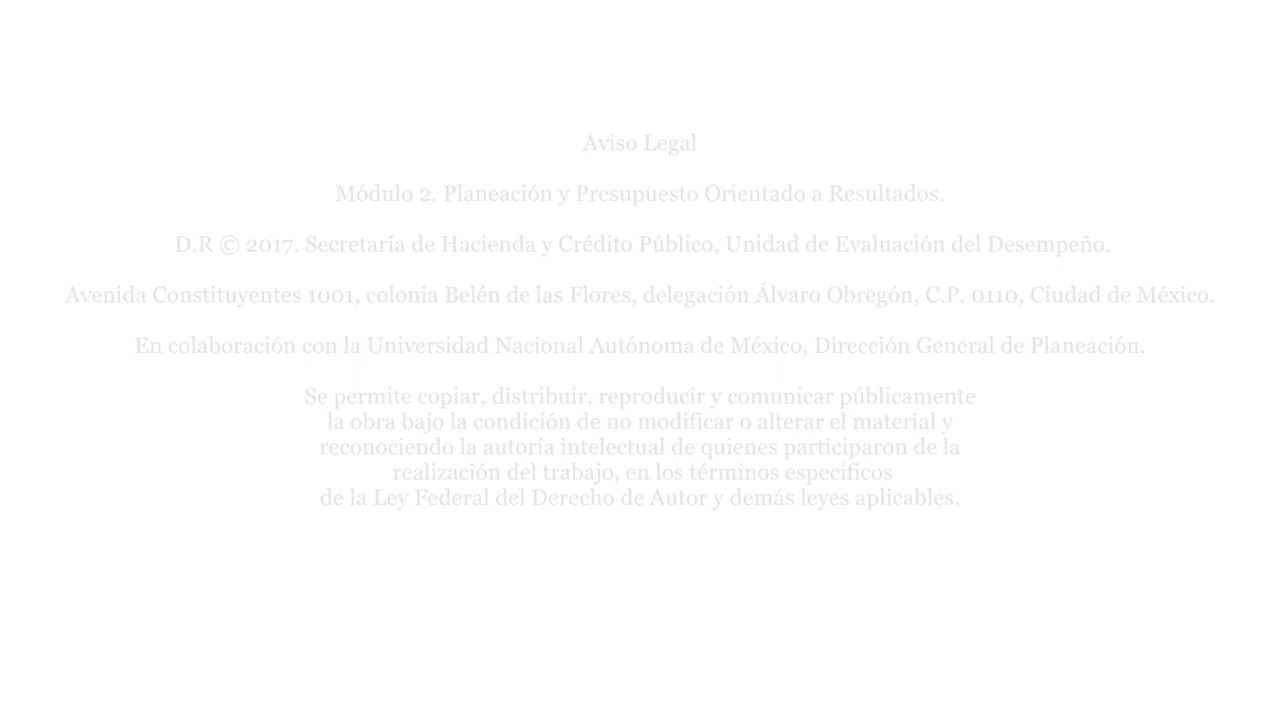 Aviso Legal
Módulo 2. Planeación y Presupuesto Orientado a Resultados.
D.R © 2017. Secretaría de Hacienda y Crédito Público, Unidad de Evaluación del Desempeño.
Avenida Constituyentes 1001, colonia Belén de las Flores, delegación Álvaro Obregón, C.P. 0110, Ciudad de México.
En colaboración con la Universidad Nacional Autónoma de México, Dirección General de Planeación.
Se permite copiar, distribuir, reproducir y comunicar públicamente
la obra bajo la condición de no modificar o alterar el material y
reconociendo la autoría intelectual de quienes participaron de la
realización del trabajo, en los términos específicos
de la Ley Federal del Derecho de Autor y demás leyes aplicables.